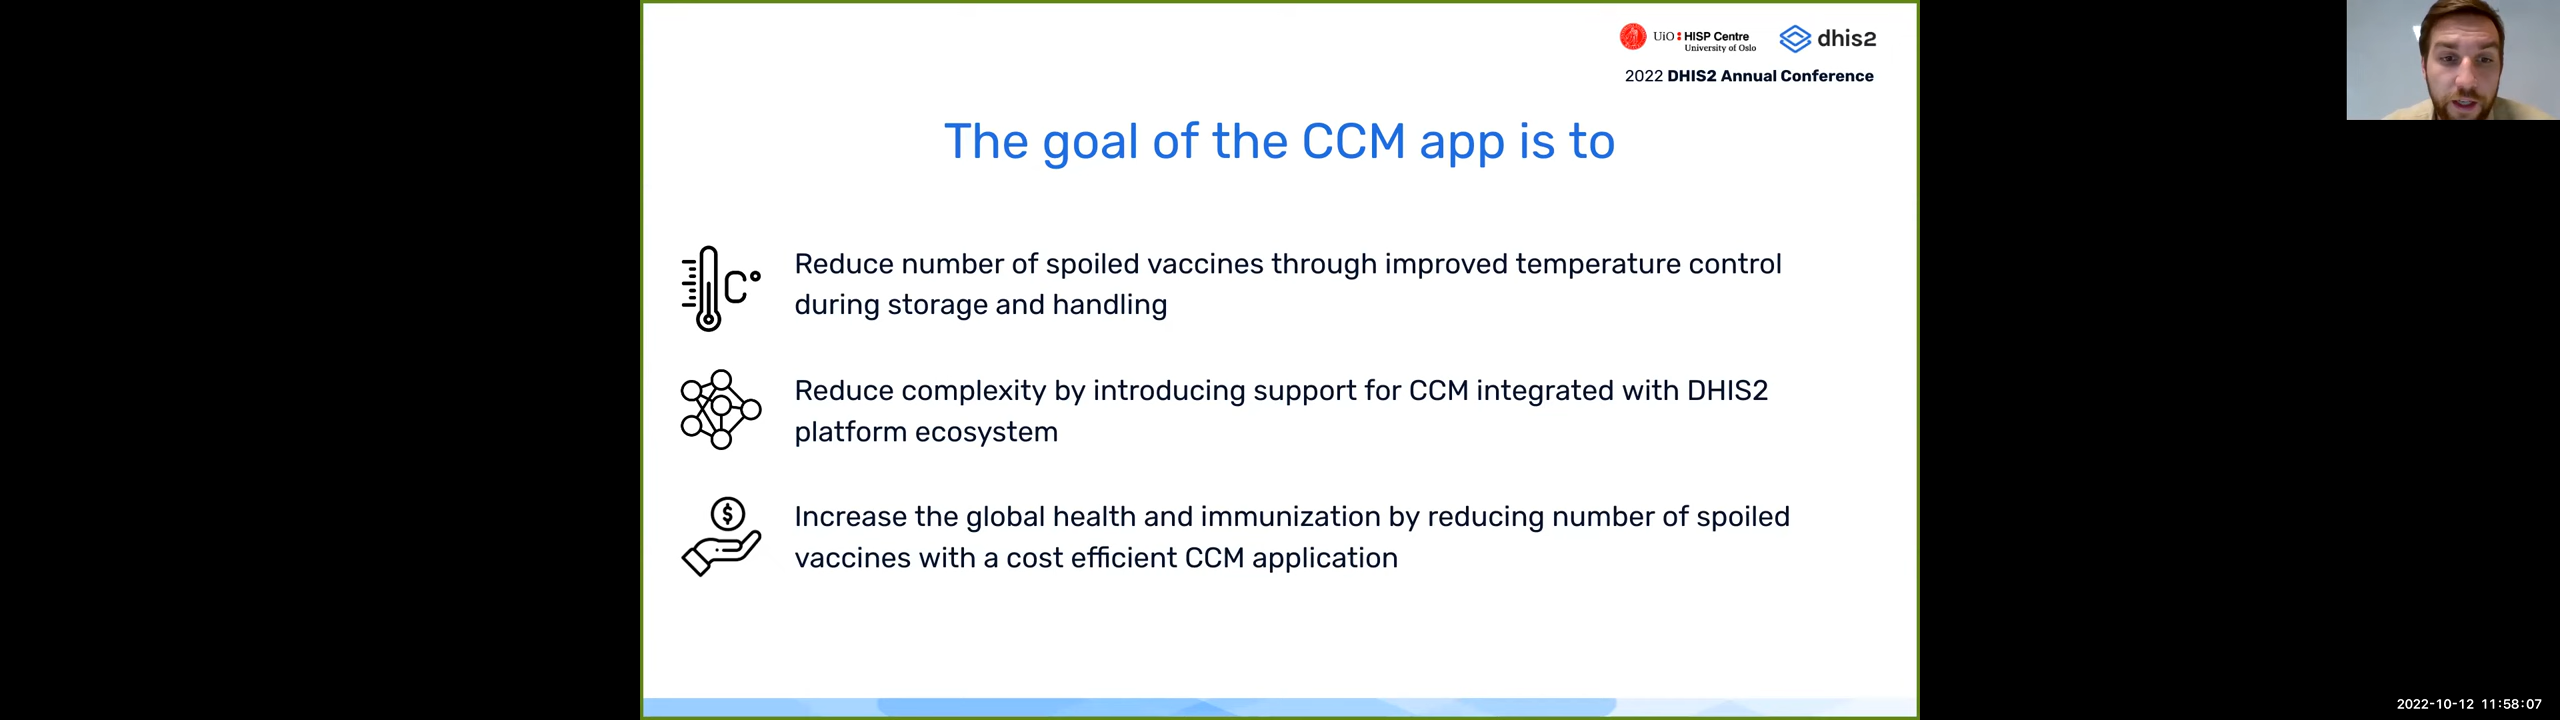 UiO : HISP Centre
University of Oslo
dhis2
2022 DHIS2 Annual Conference
The goal of the CCM app is to
C°
Reduce number of spoiled vaccines through improved temperature control
during storage and handling
Reduce complexity by introducing support for CCM integrated with DHIS2
platform ecosystem
$
Increase the global health and immunization by reducing number of spoiled
vaccines with a cost efficient CCM application
2022-10-12 11:58:07